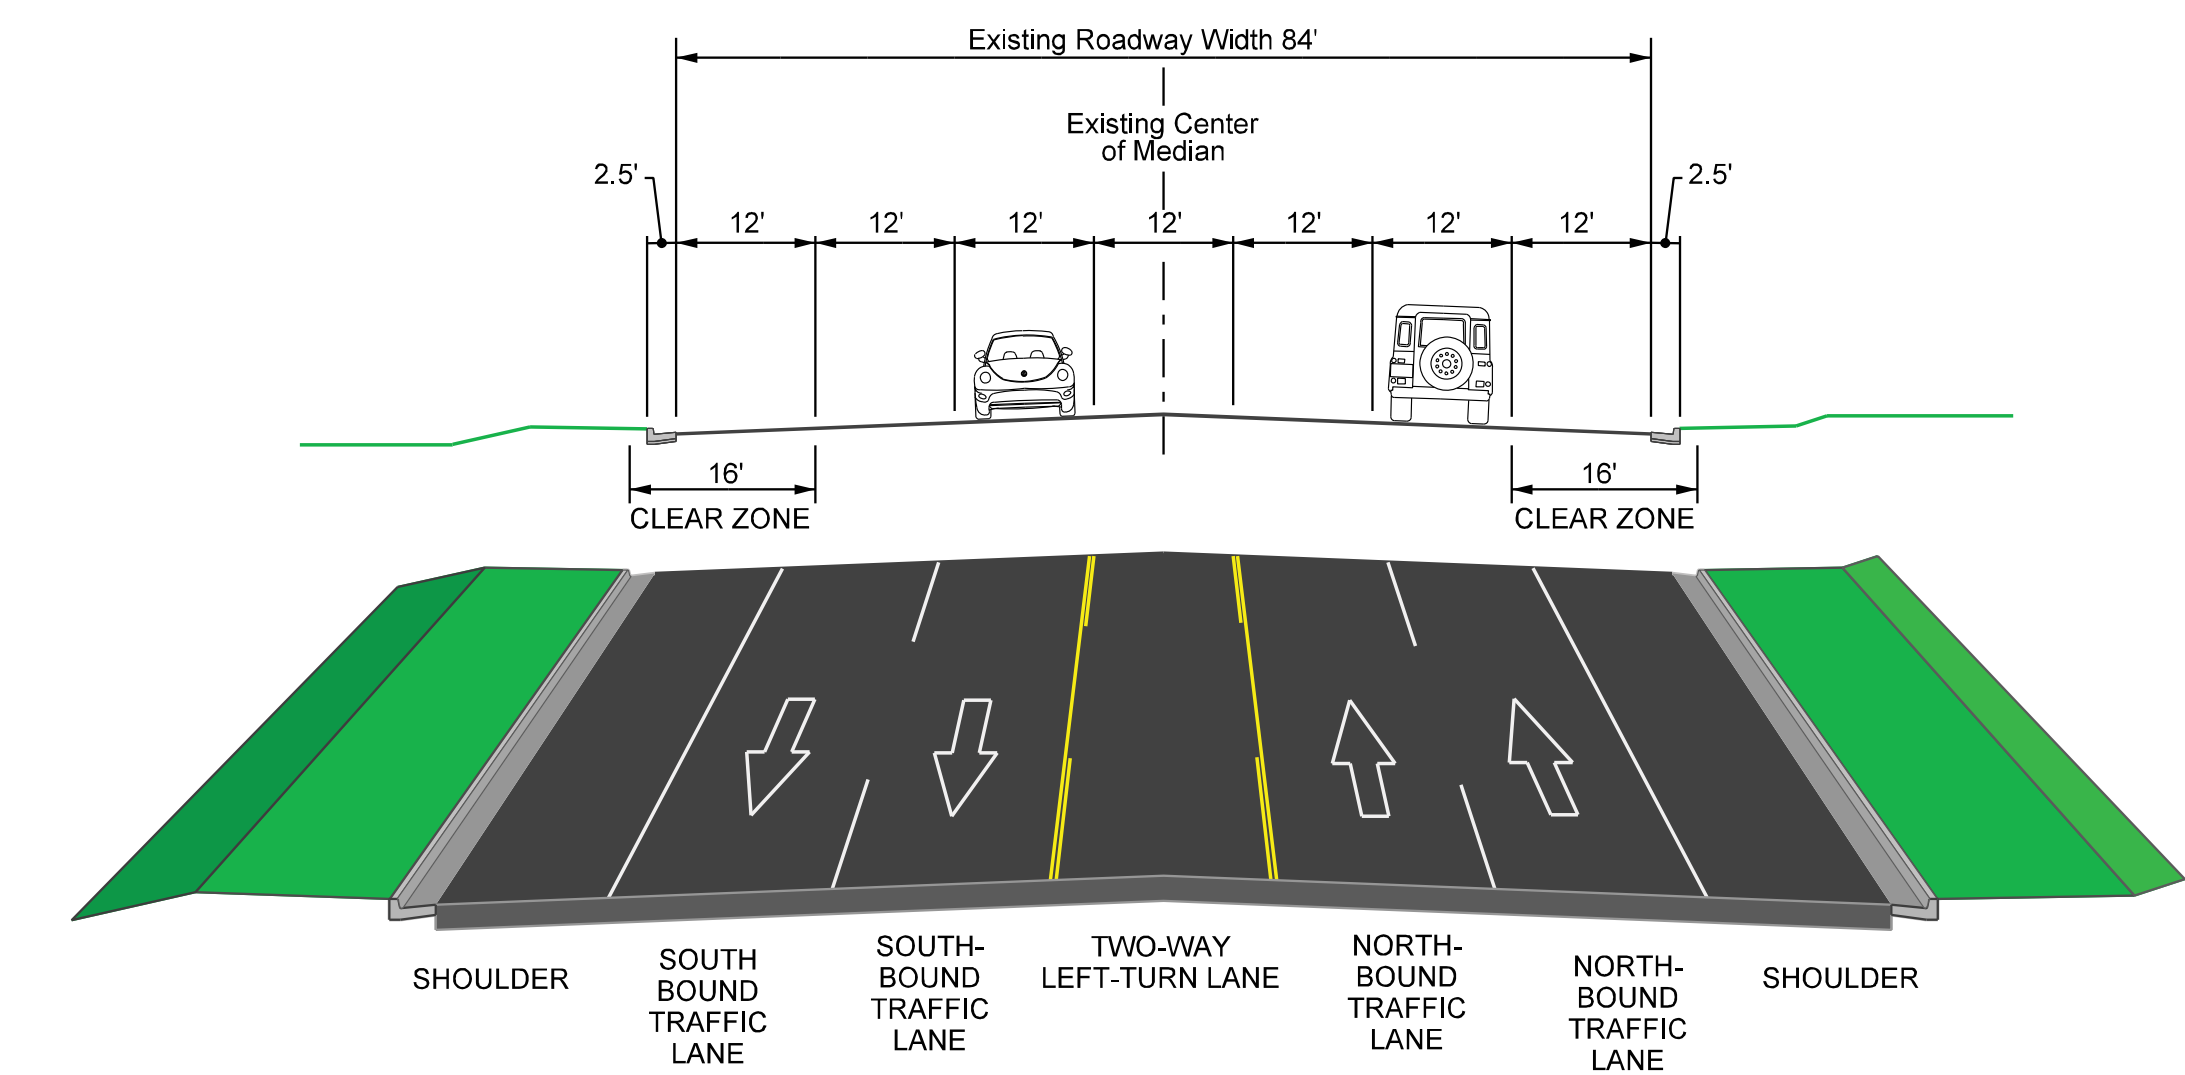 Existing Roadway Width 84'
Existing Center
of Median
2.5'
2.5'
12'
12'
12'
12'
12'
12'
12'
16'
16'
CLEAR ZONE
CLEAR ZONE
SHOULDER
SOUTH
BOUND
TRAFFIC
LANE
SOUTH-
BOUND
TRAFFIC
LANE
TWO-WAY
LEFT-TURN LANE
NORTH-
BOUND
TRAFFIC
LANE
NORTH-
BOUND
TRAFFIC
LANE
SHOULDER